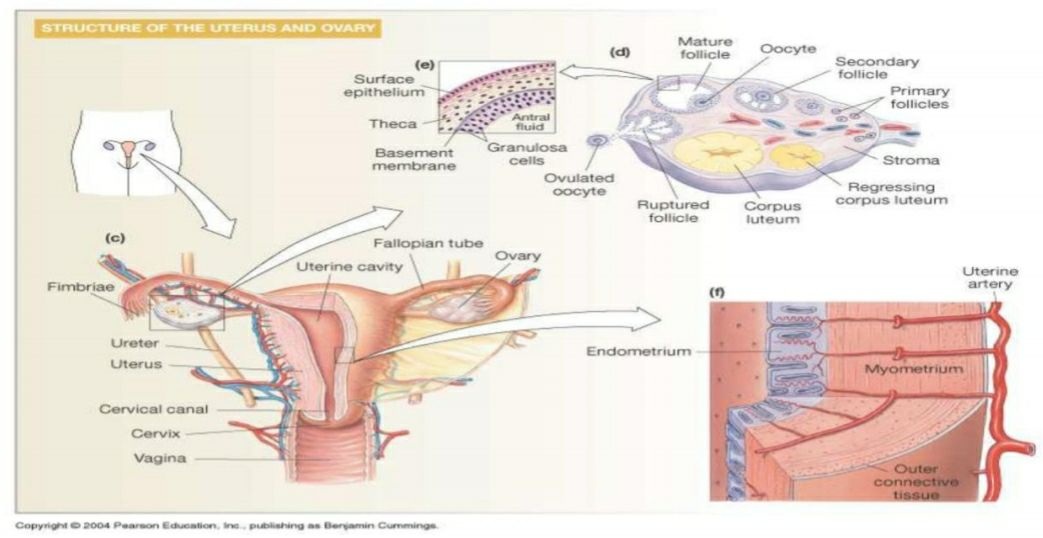 STRUCTURE OF THE UTERUS AND OVARY
(e)
Surface
epithelium
Theca
Basement
membrane
Antral
fluid
Granulosa
cells
(d)
Mature
follicle
Oocyte
Secondary
follicle
Primary
follicles
Stroma
Regressing
corpus luteum
Corpus
luteum
Ruptured
follicle
Ovulated
oocyte
(c)
Fallopian tube
Uterine cavity
Ovary
Fimbriae
Ureter
Uterus
Cervical canal
Cervix
Vagina
(f)
Uterine
artery
Endometrium
Myometrium
Outer
connective
tissue
Copyright © 2004 Pearson Education, Inc., publishing as Benjamin Cummings.